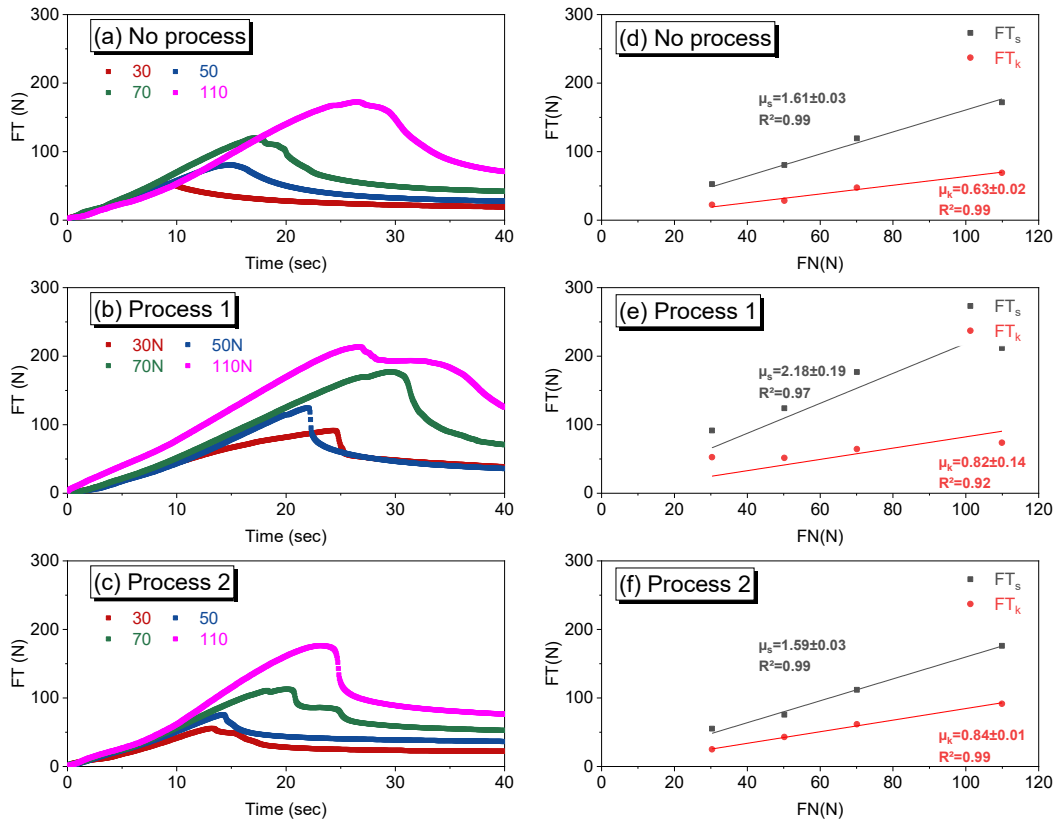 (a) No process
30 50
70 110
FT (N)
300
200
100
0
0 10 20 30 40
Time (sec)
(d) No process
FTs
FTk
μs=1.61±0.03
R²=0.99
μk=0.63±0.02
R²=0.99
FT(N)
300
200
100
0
0 20 40 60 80 100 120
FN(N)
(b) Process 1
30N 50N
70N 110N
FT (N)
300
200
100
0
0 10 20 30 40
Time (sec)
(e) Process 1
FTs
FTk
μs=2.18±0.19
R²=0.97
μk=0.82±0.14
R²=0.92
FT(N)
300
200
100
0
0 20 40 60 80 100 120
FN(N)
(c) Process 2
30 50
70 110
FT (N)
300
200
100
0
0 10 20 30 40
Time (sec)
(f) Process 2
FTs
FTk
μs=1.59±0.03
R²=0.99
μk=0.84±0.01
R²=0.99
FT(N)
300
200
100
0
0 20 40 60 80 100 120
FN(N)